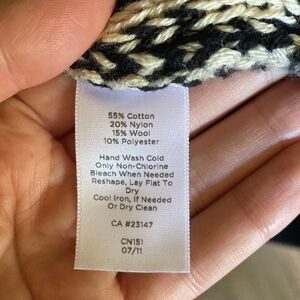 55% Cotton
20% Nylon
15% Wool
10% Polyester
Hand Wash Cold
Only Non-Chlorine
Bleach When Needed
Reshape, Lay Flat To
Dry
Cool Iron, If Needed
Or Dry Clean
CA #23147
CN151
07/11